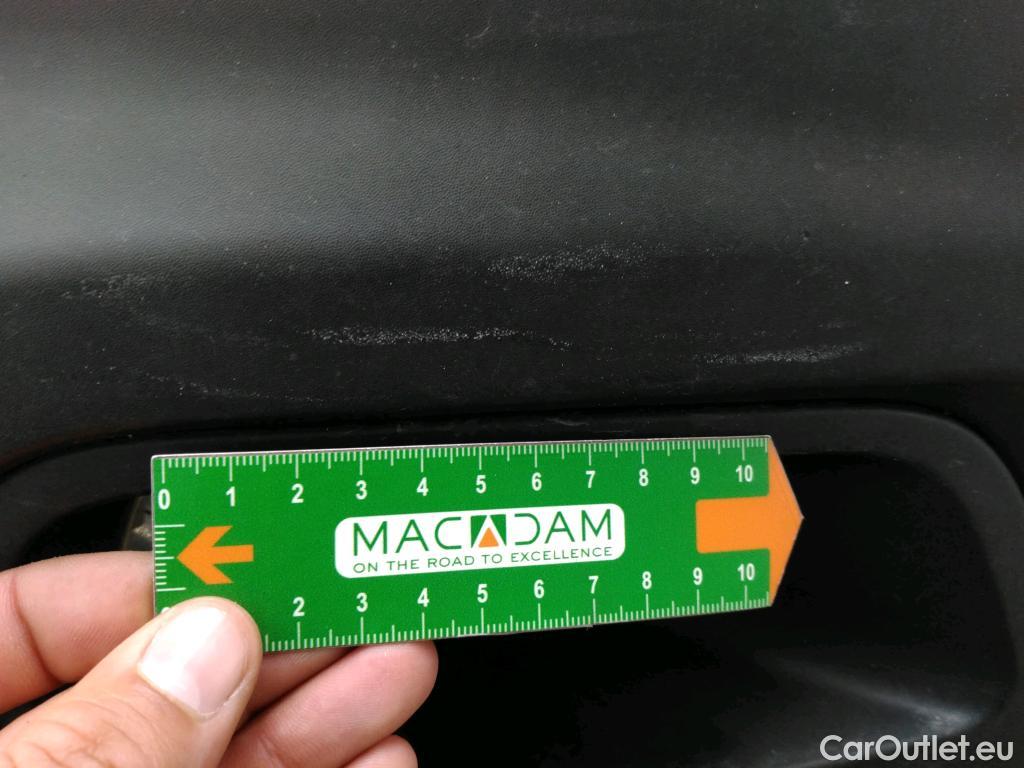 0 1 2 3 4 5 6 7 8 9 10
MACADAM
ON THE ROAD TO EXCELLENCE
2 3 4 5 6 7 8 9 10
CarOutlet.eu